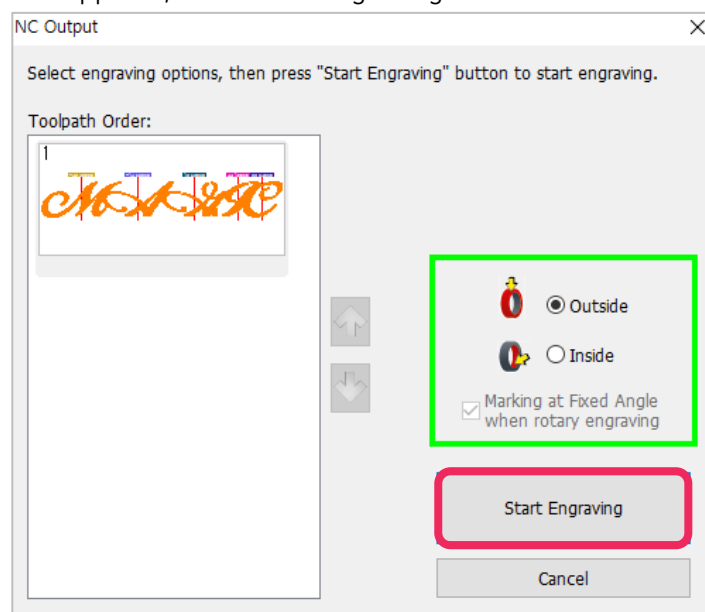 NC Output
Select engraving options, then press "Start Engraving" button to start engraving.
Toolpath Order:
1
Outside
Inside
Marking at Fixed Angle
when rotary engraving
Start Engraving
Cancel